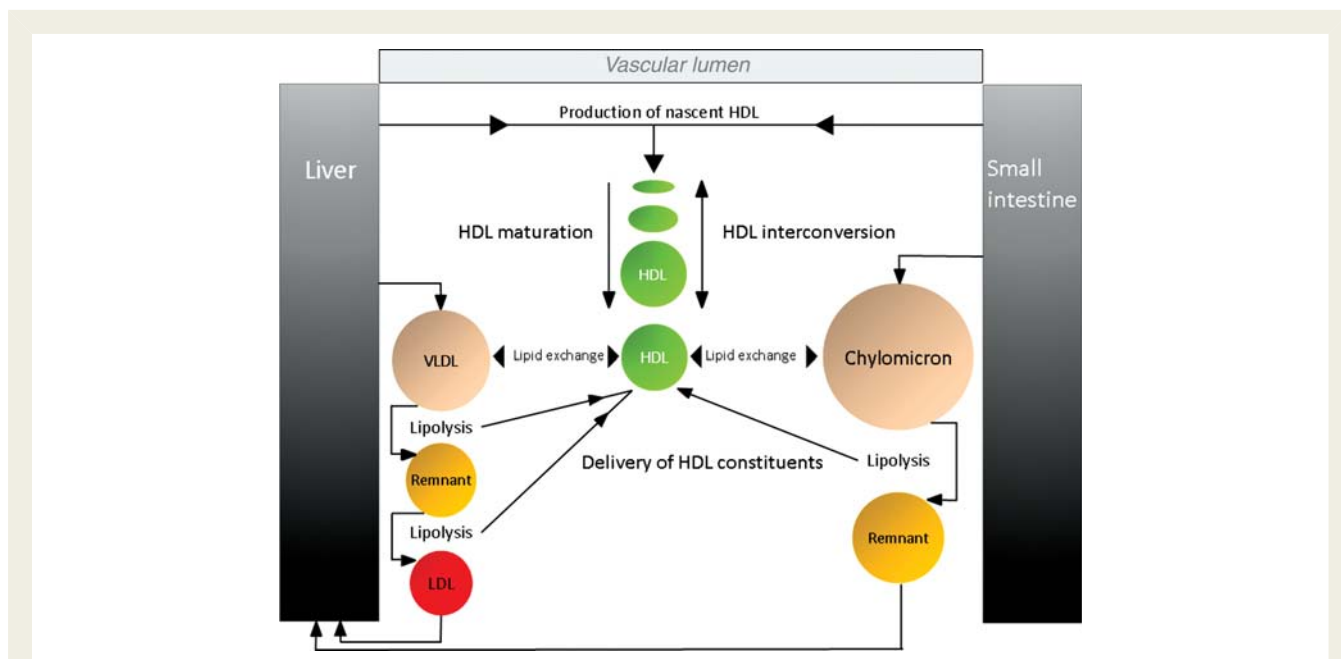 Vascular lumen
Production of nascent HDL
Liver
Small
intestine
HDL maturation
HDL interconversion
HDL
VLDL
Lipid exchange
HDL
Lipid exchange
Chylomicron
Lipolysis
Delivery of HDL constituents
Lipolysis
Remnant
Lipolysis
Remnant
LDL